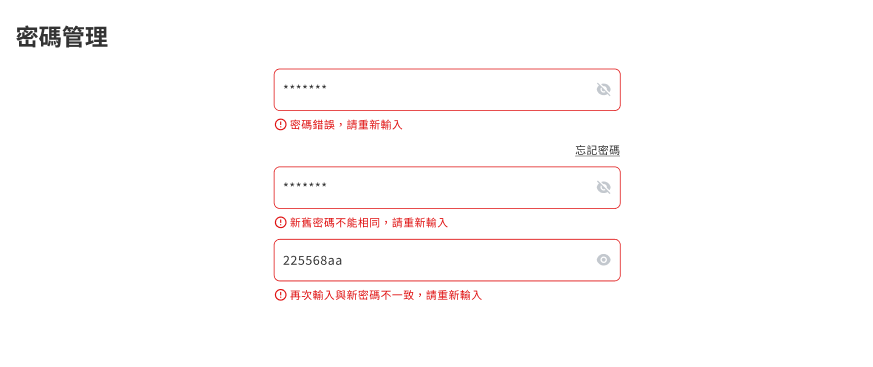 密碼管理
*******
密碼錯誤，請重新輸入
忘記密碼
*******
新舊密碼不能相同，請重新輸入
225568aa
再次輸入與新密碼不一致，請重新輸入